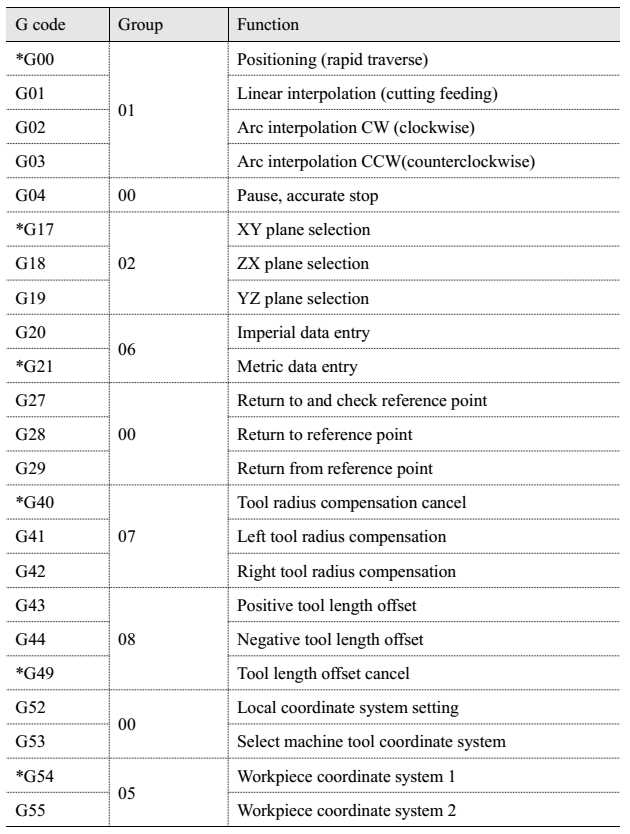 G code Group Function
*G00 Positioning (rapid traverse)
G01 Linear interpolation (cutting feeding)
01
G02 Arc interpolation CW (clockwise)
G03 Arc interpolation CCW(counterclockwise)
G04 00 Pause, accurate stop
*G17 XY plane selection
G18 02 ZX plane selection
G19 YZ plane selection
G20 Imperial data entry
06
*G21 Metric data entry
G27 Return to and check reference point
G28 00 Return to reference point
G29 Return from reference point
*G40 Tool radius compensation cancel
G41 07 Left tool radius compensation
G42 Right tool radius compensation
G43 Positive tool length offset
G44 08 Negative tool length offset
*G49 Tool length offset cancel
G52 Local coordinate system setting
00
G53 Select machine tool coordinate system
*G54 Workpiece coordinate system 1
05
G55 Workpiece coordinate system 2